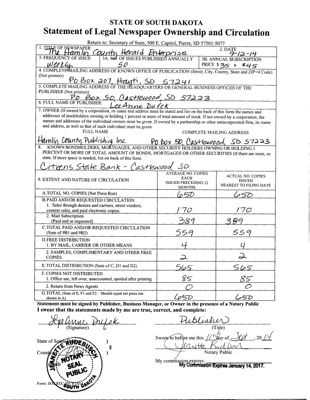 STATE OF SOUTH DAKOTA
Statement of Legal Newspaper Ownership and Circulation
Return to: Secretary of State, 500 E. Capitol, Pierre, SD 57501-5077
1. TITLE OF NEWSPAPER
The Hamlin County Herald Enterprise
2. DATE
9-12-14
3. FREQUENCY OF ISSUE
Weekly
1A. NO. OF ISSUES PUBLISHED ANNUALLY
50
3B. ANNUAL SUBSCRIPTION
PRICE $ 35 & $45
4. COMPLETE MAILING ADDRESS OF KNOWN OFFICE OF PUBLICATION (Street, City, County, State and ZIP+4 Code) (Not printers)
Po Box 207, Hayti, SD 57241
5. COMPLETE MAILING ADDRESS OF THE HEADQUARTERS OR GENERAL BUSINESS OFFICES OF THE
PUBLISHER (Not printers)
Po Box 50, Castlewood, SD 57223
6. FULL NAME OF PUBLISHER:
LeeAnne Dufek
7. OWNER (If owned by a corporation, its name and address must be stated and list on the back of this form the names and
addresses of stockholders owning or holding 1 percent or more of total amount of stock. If not owned by a corporation, the
names and addresses of the individual owners must be given. If owned by a partnership or other unincorporated firm, its name
and address, as well as that of each individual must be given
FULL NAME
COMPLETE MAILING ADDRESS
Hamlin County Publishing Inc. Po box 50, Castlewood, SD 57223
8. KNOWN BONDHOLDERS, MORTGAGES, AND OTHER SECURITY HOLDERS OWNING OR HOLDING 1
PERCENT OR MORE OF TOTAL AMOUNT OF BONDS, MORTGAGES OR OTHER SECURITIES (If there are none, so
state. If more space is needed, list on back of this form.
Citizens State Bank - Castlewood SD
9. EXTENT AND NATURE OF CIRCULATION
AVERAGE NO. COPIES
EACH
ISSUED PRECEDING 12
MONTHS
ACTUAL NO. COPIES
ISSUED
NEAREST TO FILING DATE
A.TOTAL NO. COPIES (Net Press Run)
650
650
B.PAID AND/OR REQUESTED CIRCULATION
1. Sales through dealers and carriers, street vendors,
counter sales, and paid electronic copies.
170
170
2. Mail Subscription
(Paid and or requested)
389
389
C. TOTAL PAID AND/OR REQUESTED CIRCULATION
(Sum of 9B1 and 9B2)
559
559
D.FREE DISTRIBUTION
1. BY MAIL, CARRIER OR OTHER MEANS
4
4
2. SAMPLES, COMPLIMENTARY AND OTHER FREE
COPIES
2
2
E.TOTAL DISTRIBUTION (Sum of C, D1 and D2)
565
565
F. COPIES NOT DISTRIBUTED
1. Office use, left over, unaccounted, spoiled after printing
85
85
2. Return from News Agents
0
0
G.TOTAL (Sum of E, F1 and F2 - Should equal net press run
shown in A)
650
650
Statement must be signed by Publisher, Business Manager, or Owner in the presence of a Notary Public
I swear that the statements made by me are true, correct, and complete:
LeeAnne Dufek
(Signature)
Publisher
(Title)
State of So
Sworn to before me this 11th day of Sept, 2014
County
Notary Public
My commission expires:
My Commission Expires January 14, 2017.
NOTARY
SEAL
PUBLIC
SOUTH DAKOTA